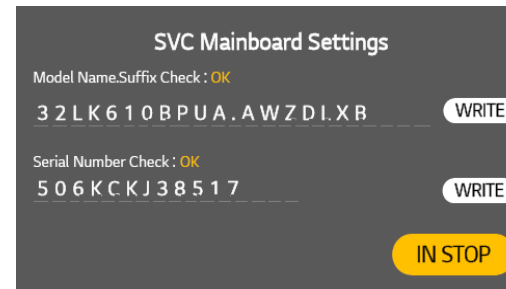 SVC Mainboard Settings
Model Name.Suffix Check : OK
32LK610BPUA.AWZDLXB
WRITE
Serial Number Check : OK
506KCKJ38517
WRITE
IN STOP